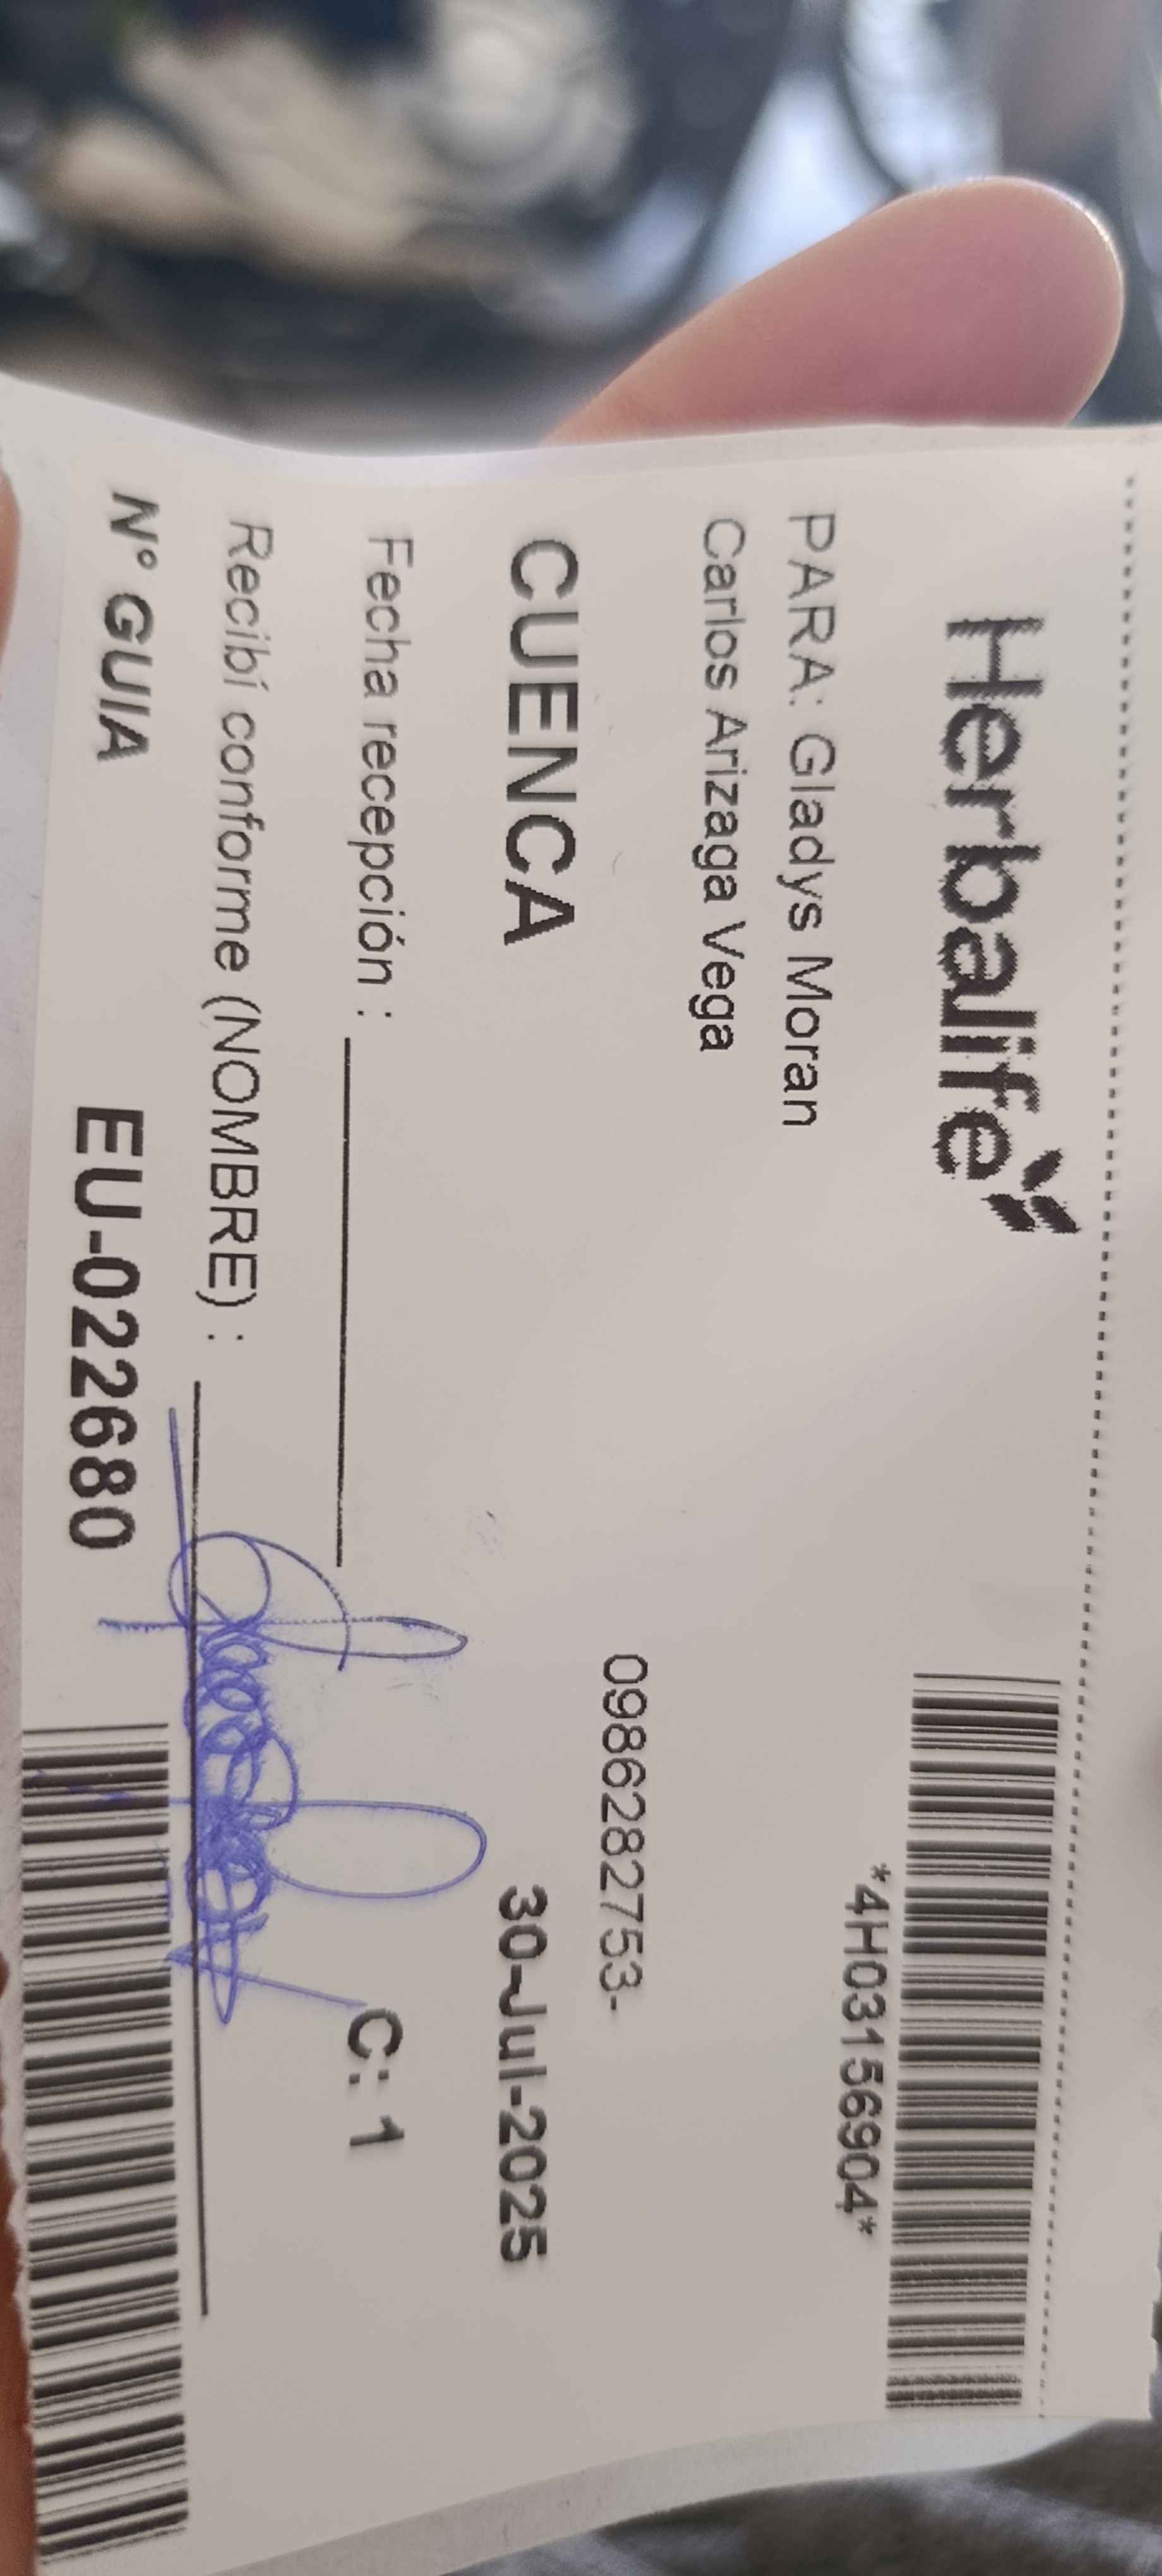 Herbalife
*4H03156904*
PARA: Gladys Moran
Carlos Arizaga Vega
0986282753-
CUENCA
30-Jul-2025
Fecha recepción :
C: 1
Recibí conforme (NOMBRE) :
N° GUIA EU-022680